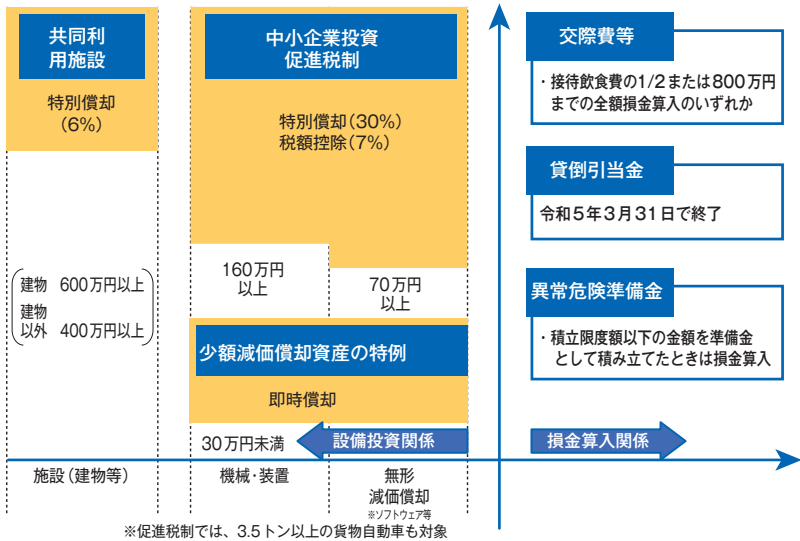 共同利
用施設
特別償却
（6%）
建物　600万円以上
建物
以外　400万円以上
施設（建物等）
中小企業投資
促進税制
特別償却（30%）
税額控除（7%）
160万円
以上
70万円
以上
少額減価償却資産の特例
即時償却
30万円未満
設備投資関係
機械・装置
無形
減価償却
※ソフトウェア等
※促進税制では、3.5トン以上の貨物自動車も対象
交際費等
・接待飲食費の1/2または800万円
までの全額損金算入のいずれか
貸倒引当金
令和5年3月31日で終了
異常危険準備金
・積立限度額以下の金額を準備金
として積み立てたときは損金算入
損金算入関係